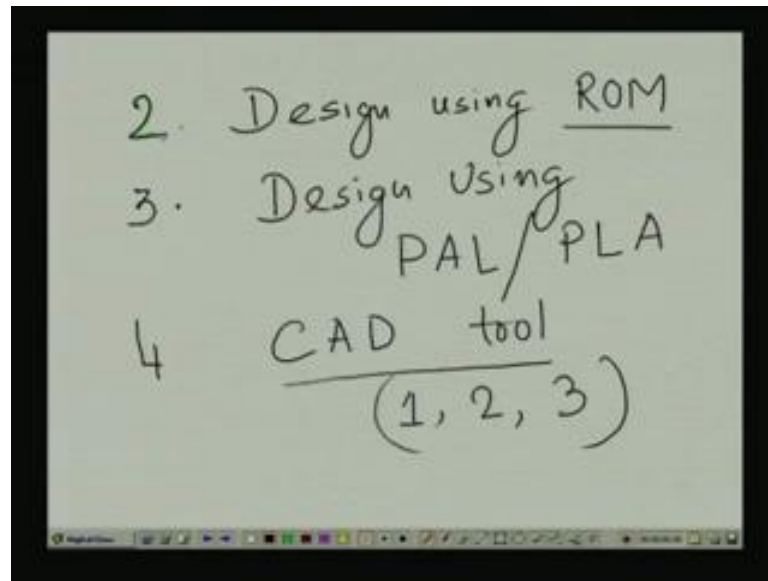 2. Design using ROM
3. Design Using
PAL/PLA
4 CAD tool
(1, 2, 3)